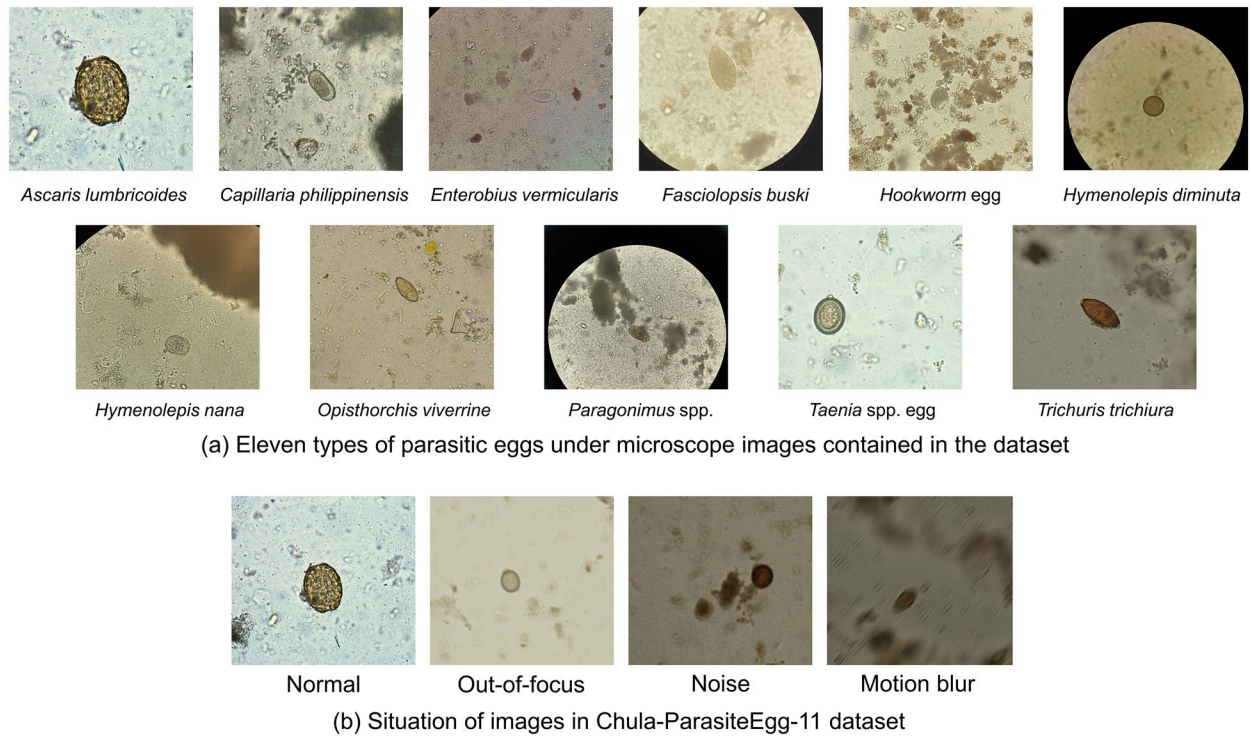 Ascaris lumbricoides
Capillaria philippinensis
Enterobius vermicularis
Fasciolopsis buski
Hookworm egg
Hymenolepis diminuta
Hymenolepis nana
Opisthorchis viverrine
Paragonimus spp.
Taenia spp. egg
Trichuris trichiura
(a) Eleven types of parasitic eggs under microscope images contained in the dataset
Normal
Out-of-focus
Noise
Motion blur
(b) Situation of images in Chula-ParasiteEgg-11 dataset